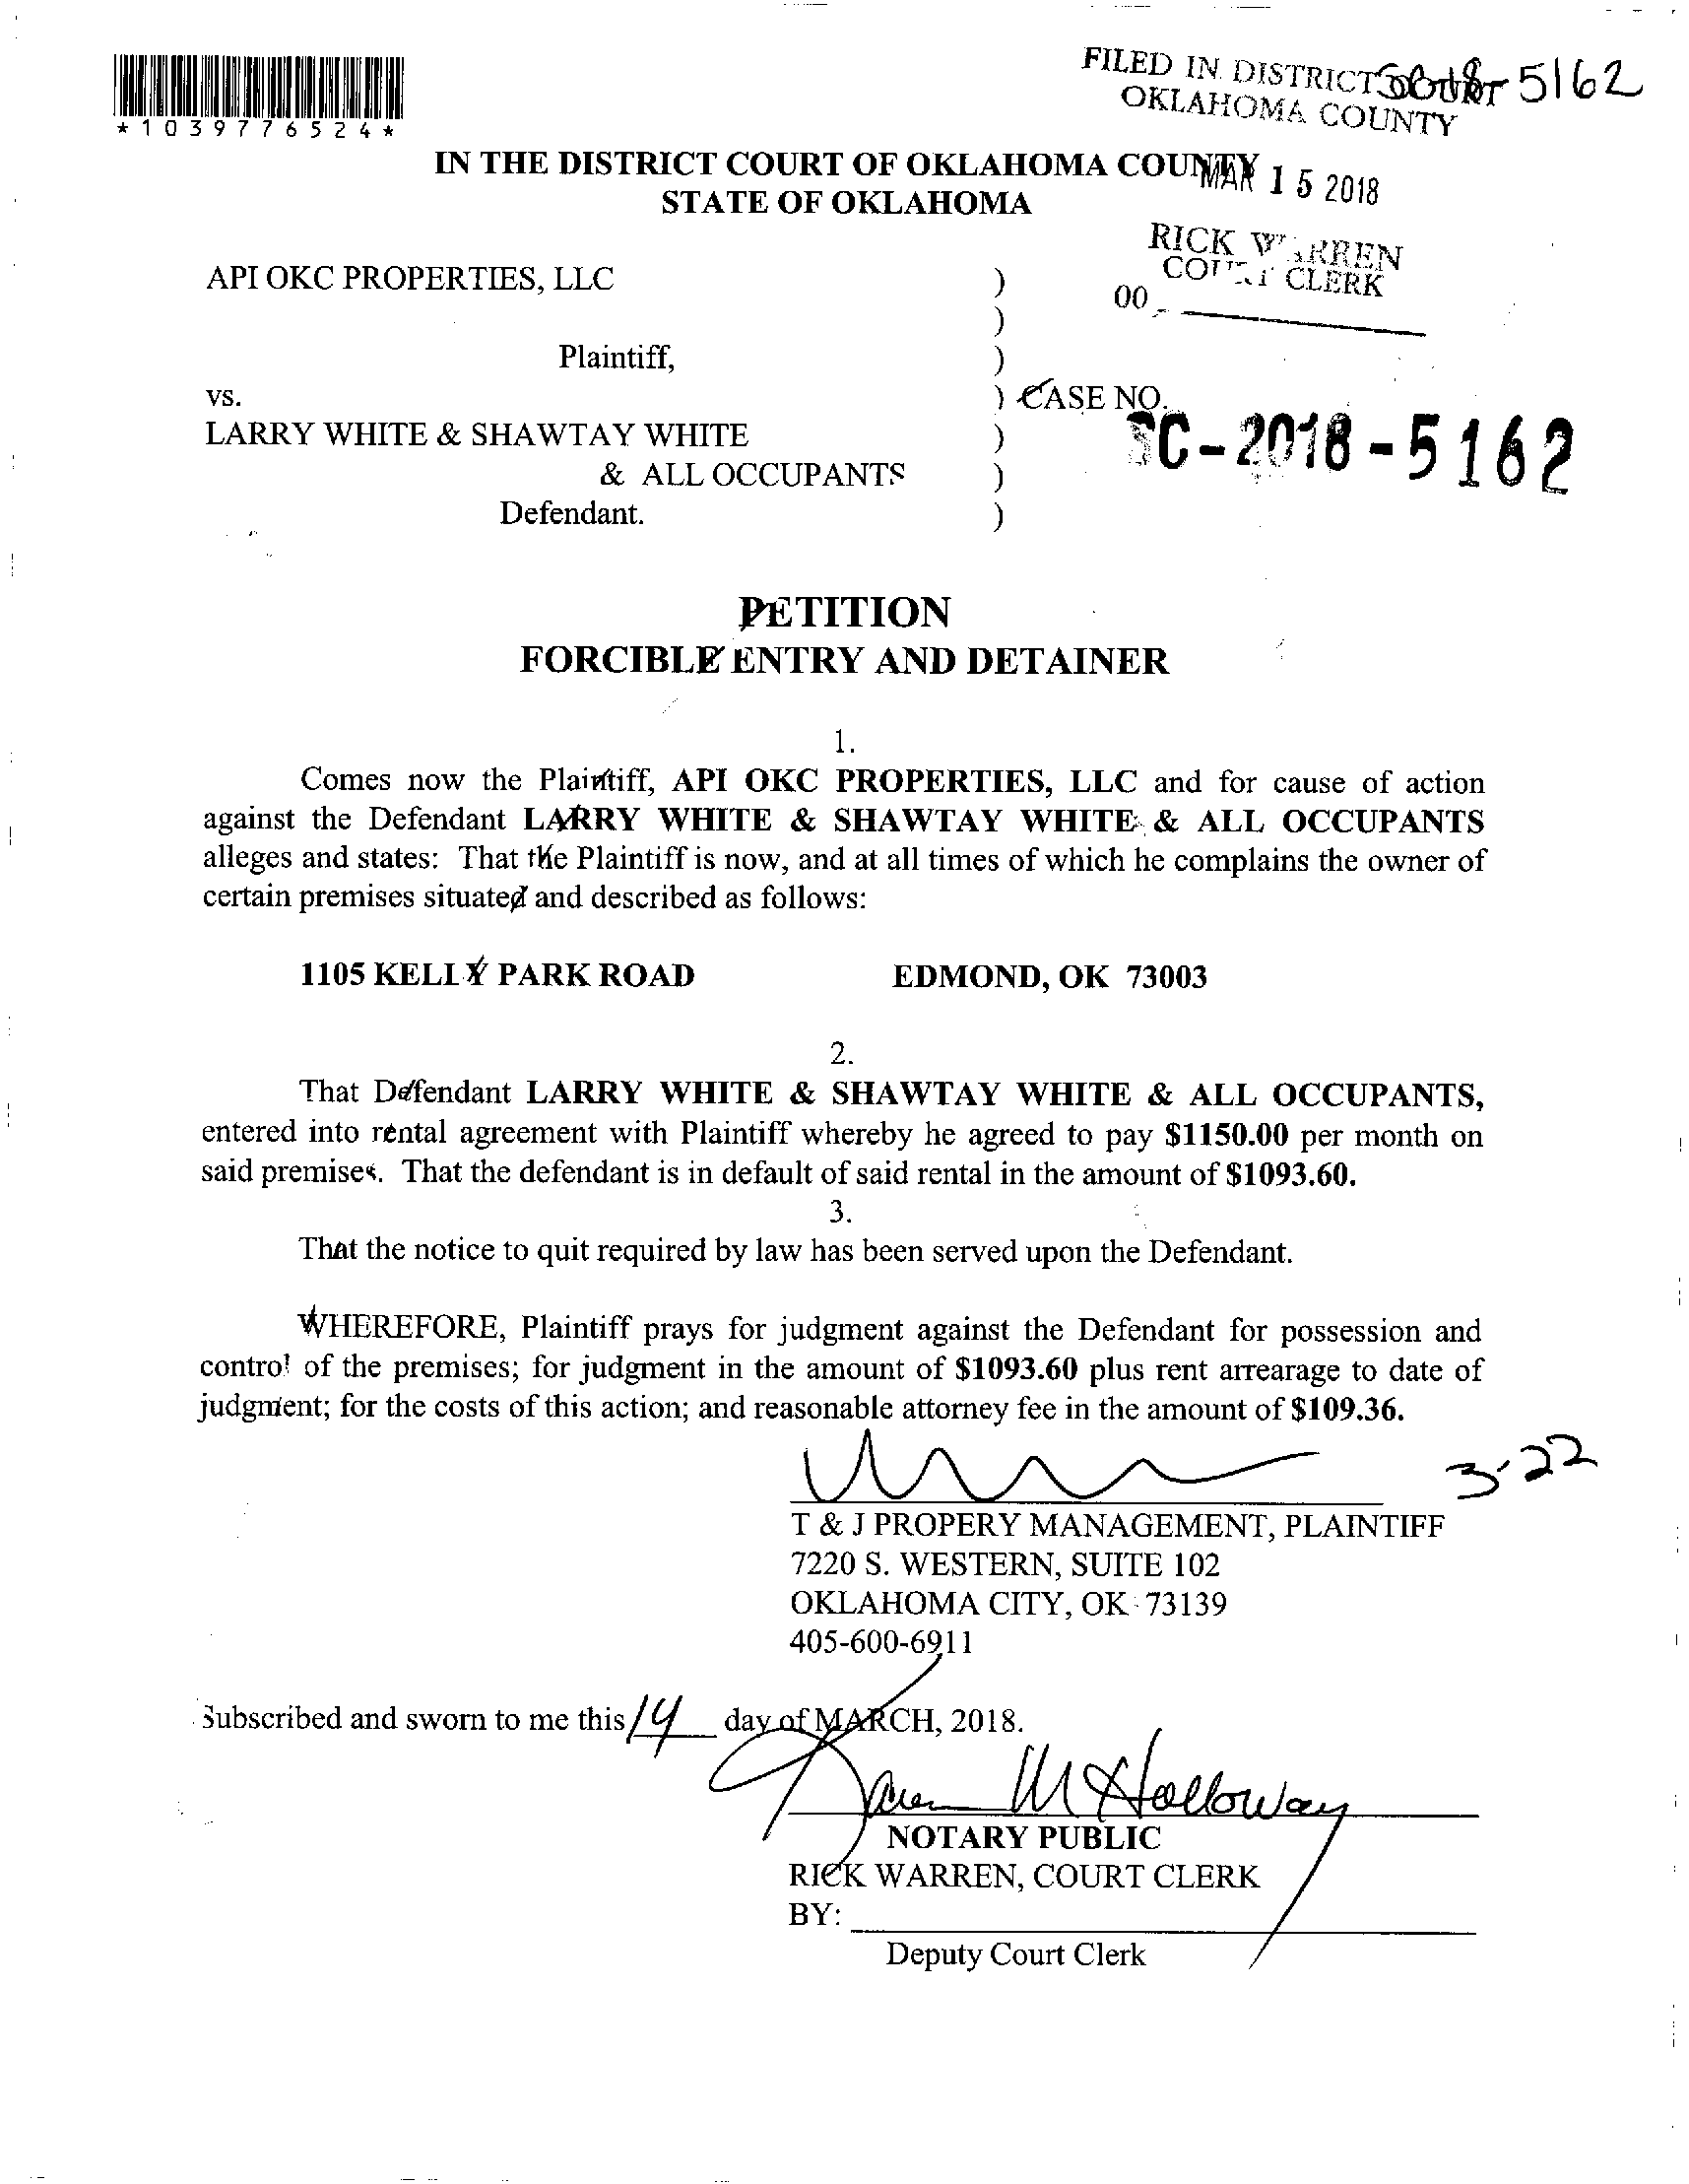 *1039776524*
FILED IN DISTRICT COURT
OKLAHOMA COUNTY
5162
MAR 15 2018
RICK WARREN
COURT CLERK
00
IN THE DISTRICT COURT OF OKLAHOMA COUNTY
STATE OF OKLAHOMA
API OKC PROPERTIES, LLC )
)
Plaintiff, )
vs. ) CASE NO.
SC-2018-5162
LARRY WHITE & SHAWTAY WHITE )
& ALL OCCUPANTS )
Defendant. )
PETITION
FORCIBLE ENTRY AND DETAINER
1.
Comes now the Plaintiff, API OKC PROPERTIES, LLC and for cause of action
against the Defendant LARRY WHITE & SHAWTAY WHITE & ALL OCCUPANTS
alleges and states: That the Plaintiff is now, and at all times of which he complains the owner of
certain premises situated and described as follows:
1105 KELLY PARK ROAD EDMOND, OK 73003
2.
That Defendant LARRY WHITE & SHAWTAY WHITE & ALL OCCUPANTS,
entered into rental agreement with Plaintiff whereby he agreed to pay $1150.00 per month on
said premises. That the defendant is in default of said rental in the amount of $1093.60.
3.
That the notice to quit required by law has been served upon the Defendant.
WHEREFORE, Plaintiff prays for judgment against the Defendant for possession and
control of the premises; for judgment in the amount of $1093.60 plus rent arrearage to date of
judgment; for the costs of this action; and reasonable attorney fee in the amount of $109.36.
3-22
T & J PROPERY MANAGEMENT, PLAINTIFF
7220 S. WESTERN, SUITE 102
OKLAHOMA CITY, OK 73139
405-600-6911
Subscribed and sworn to me this 14 day of MARCH, 2018.
M Holloway
NOTARY PUBLIC
RICK WARREN, COURT CLERK
BY:
Deputy Court Clerk